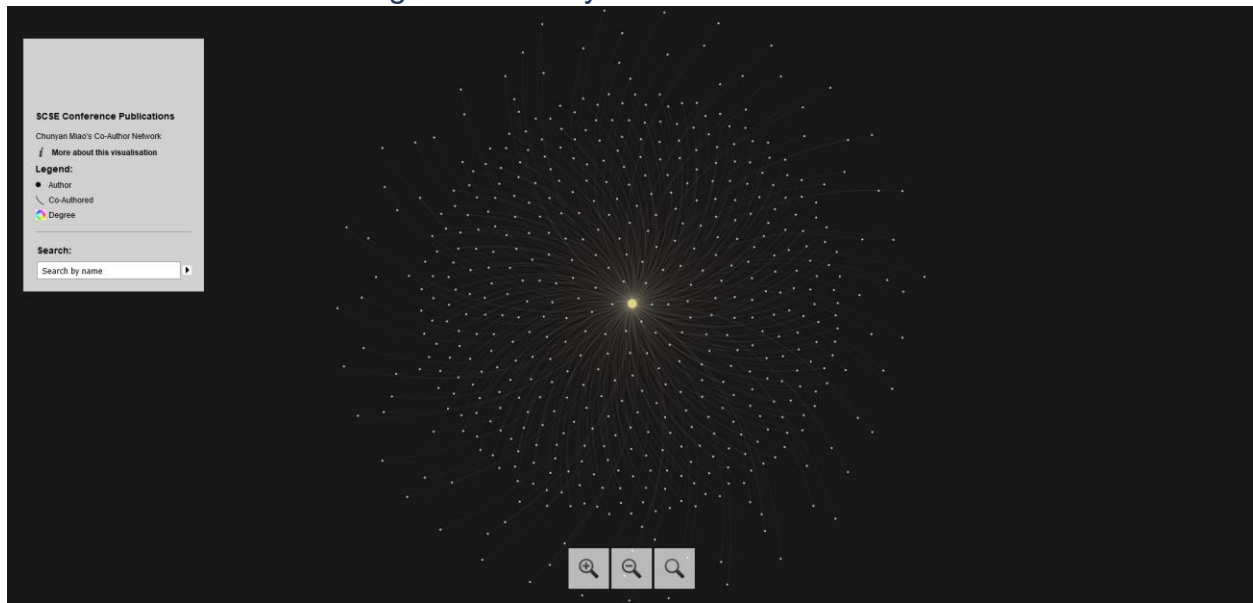 SCSE Conference Publications
Chunyan Miao's Co-Author Network
i More about this visualisation
Legend:
Author
Co-Authored
Degree
Search:
Search by name